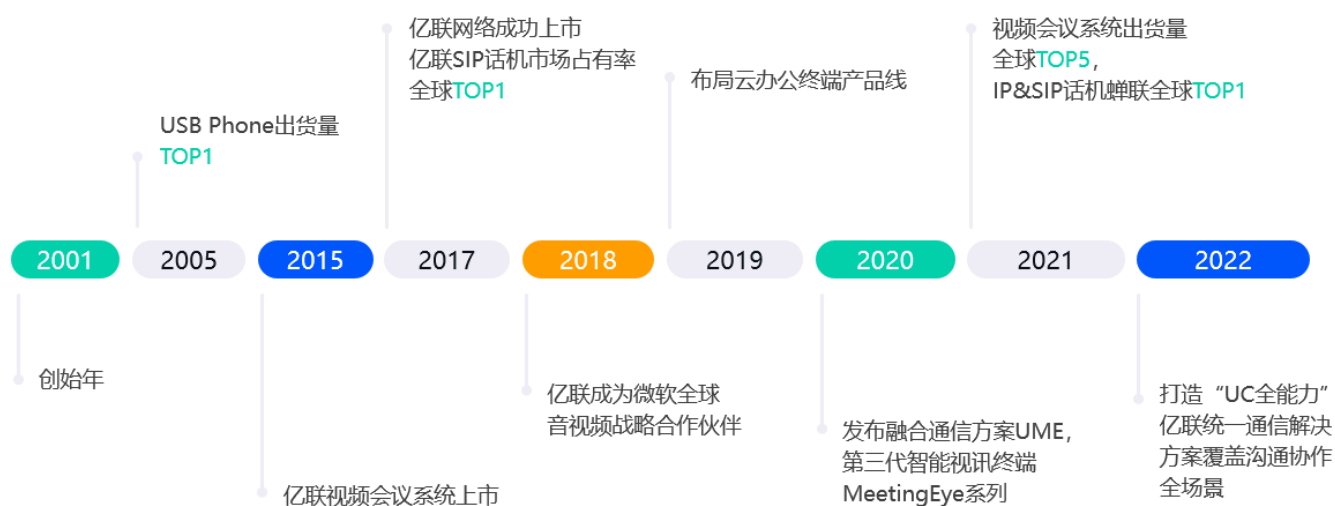 亿联网络成功上市
亿联SIP话机市场占有率
全球TOP1
视频会议系统出货量
全球TOP5，
IP&SIP话机蝉联全球TOP1
布局云办公终端产品线
USB Phone出货量
TOP1
2001
2005
2015
2017
2018
2019
2020
2021
2022
创始年
亿联成为微软全球
音视频战略合作伙伴
打造“UC全能力”
亿联统一通信解决
方案覆盖沟通协作
全场景
发布融合通信方案UME，
第三代智能视讯终端
MeetingEye系列
亿联视频会议系统上市